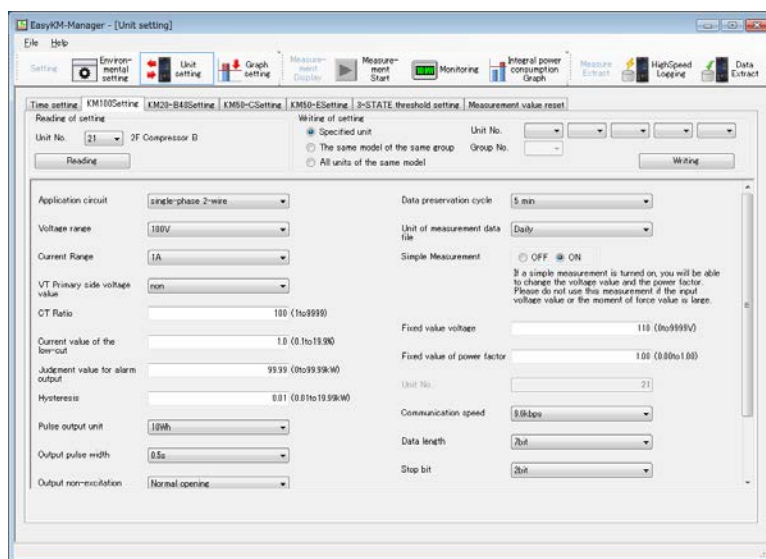 EasyKM-Manager - [Unit setting]
File Help
Setting
Environ-
mental
setting
Unit
setting
Graph
setting
Measure-
ment
Display
Measure-
ment
Start
Monitoring
Integral power
consumption
Graph
Measure
Extract
HighSpeed
Logging
Data
Extract
Time setting KM100Setting KM20-B40Setting KM50-CSetting KM50-ESetting 3-STATE threshold setting Measurement value reset
Reading of setting
Unit No. 21 2F Compressor B
Reading
Writing of setting
Specified unit Unit No.
The same model of the same group Group No.
All units of the same model
Writing
Application circuit single-phase 2-wire
Voltage range 100V
Current Range 1A
VT Primary side voltage
value non
CT Ratio 100 (1to9999)
Current value of the
low-cut 1.0 (0.1to19.9%)
Judgment value for alarm
output 99.99 (0to99.99kW)
Hysteresis 0.01 (0.01to19.99kW)
Pulse output unit 10Wh
Output pulse width 0.5s
Output non-excitation Normal opening
Data preservation cycle 5 min
Unit of measurement data
file Daily
Simple Measurement OFF ON
If a simple measurement is turned on, you will be able
to change the voltage value and the power factor.
Please do not use this measurement if the input
voltage value or the moment of force value is large.
Fixed value voltage 110 (0to9999V)
Fixed value of power factor 1.00 (0.00to1.00)
Unit No. 21
Communication speed 9.6kbps
Data length 7bit
Stop bit 2bit